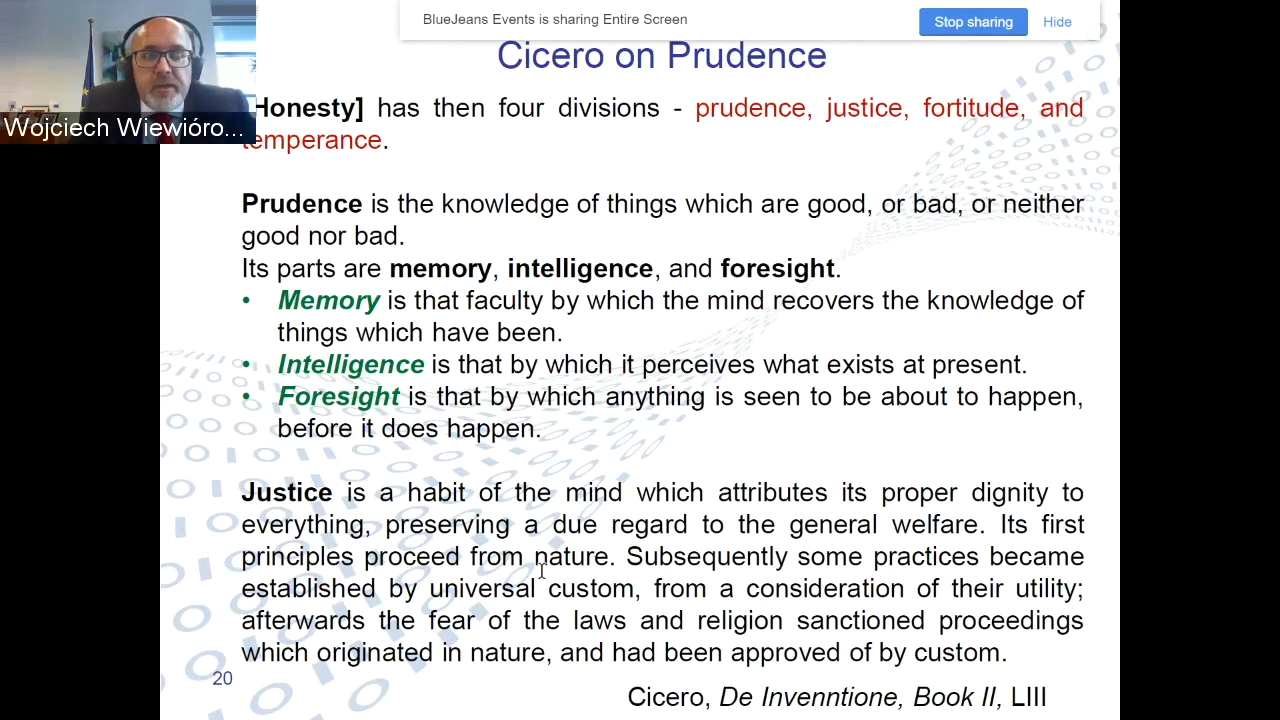 BlueJeans Events is sharing Entire Screen
Stop sharing
Hide
Wojciech Wiewióro...
Cicero on Prudence
Honesty] has then four divisions - prudence, justice, fortitude, and
temperance.
Prudence is the knowledge of things which are good, or bad, or neither
good nor bad.
Its parts are memory, intelligence, and foresight.
• Memory is that faculty by which the mind recovers the knowledge of
things which have been.
• Intelligence is that by which it perceives what exists at present.
• Foresight is that by which anything is seen to be about to happen,
before it does happen.
Justice is a habit of the mind which attributes its proper dignity to
everything, preserving a due regard to the general welfare. Its first
principles proceed from nature. Subsequently some practices became
established by universal custom, from a consideration of their utility;
afterwards the fear of the laws and religion sanctioned proceedings
which originated in nature, and had been approved of by custom.
20
Cicero, De Invenntione, Book II, LIII